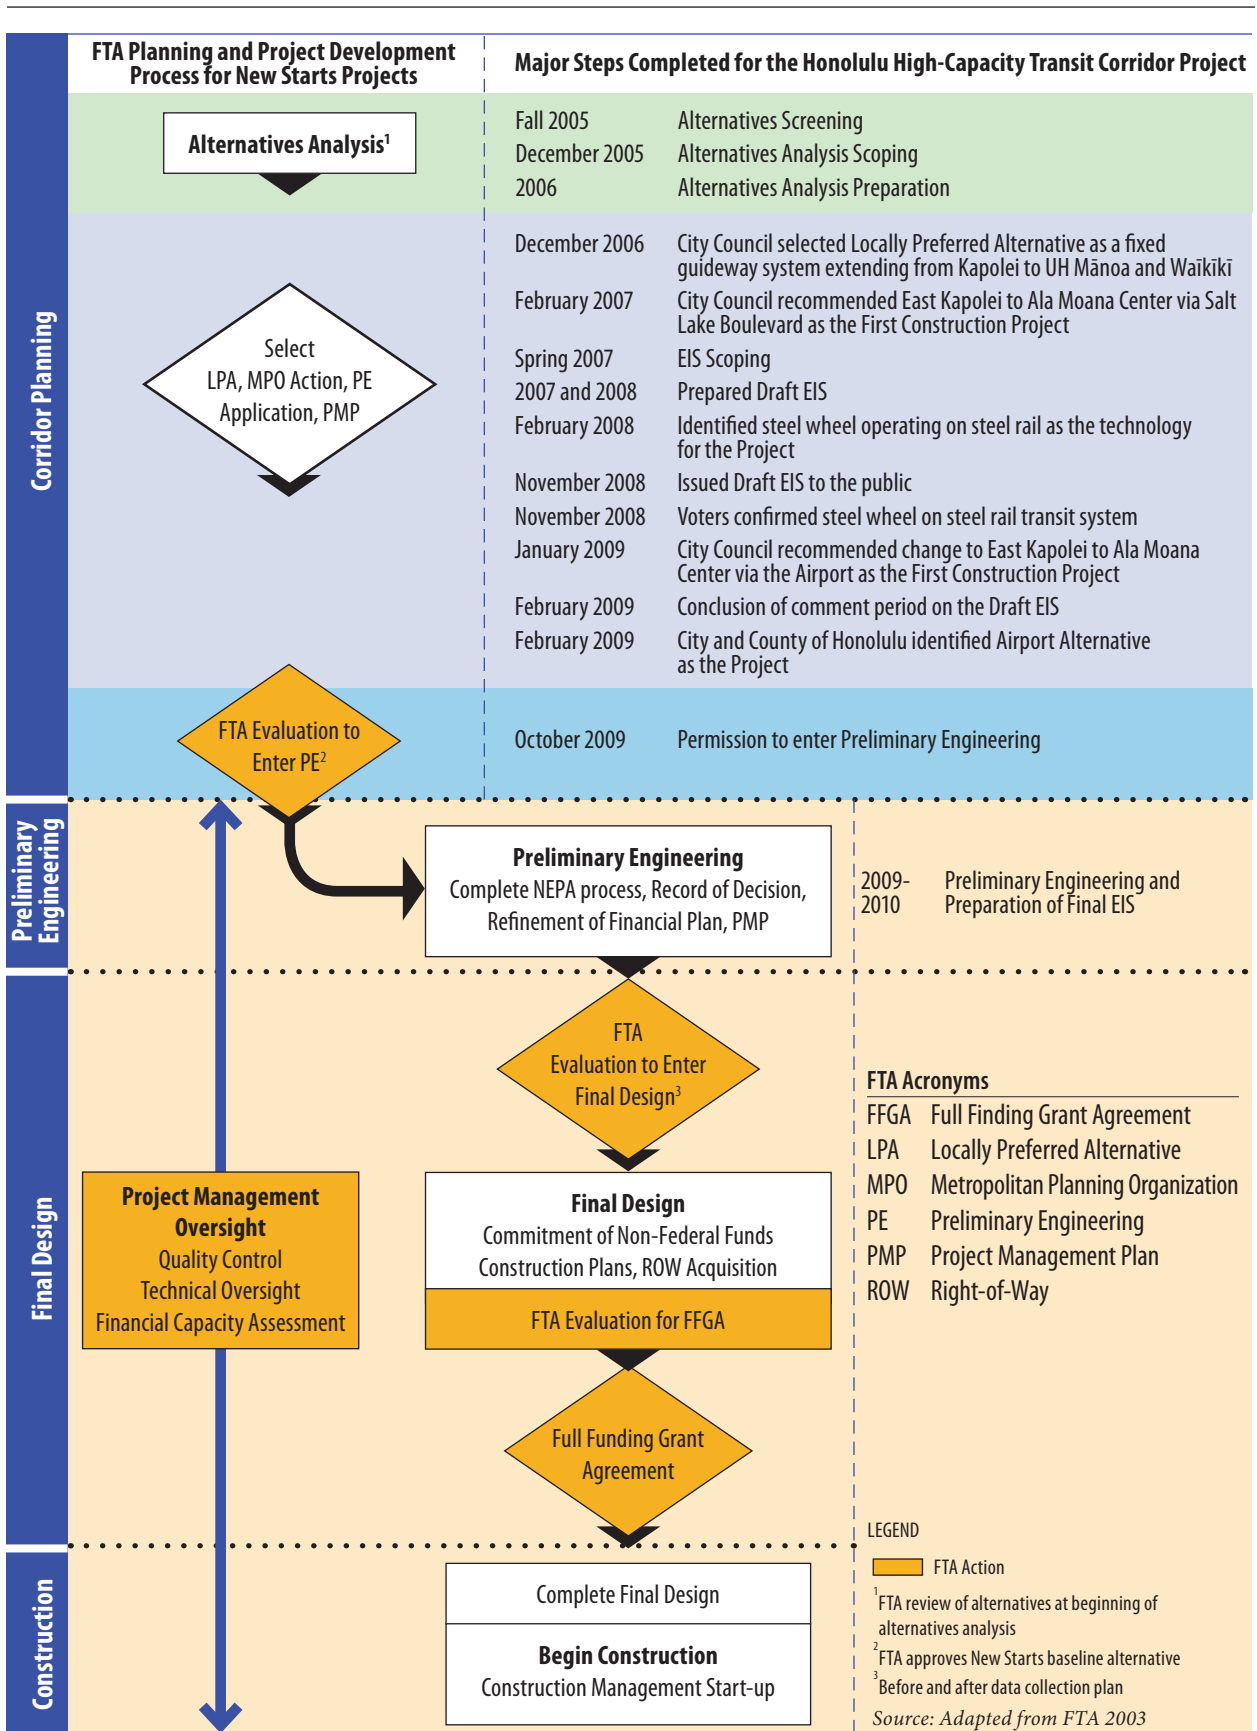 FTA Planning and Project Development
Process for New Starts Projects
Major Steps Completed for the Honolulu High-Capacity Transit Corridor Project
Corridor Planning
Alternatives Analysis1
Fall 2005 Alternatives Screening
December 2005 Alternatives Analysis Scoping
2006 Alternatives Analysis Preparation
Select
LPA, MPO Action, PE
Application, PMP
December 2006 City Council selected Locally Preferred Alternative as a fixed
guideway system extending from Kapolei to UH Mānoa and Waīkīkī
February 2007 City Council recommended East Kapolei to Ala Moana Center via Salt
Lake Boulevard as the First Construction Project
Spring 2007 EIS Scoping
2007 and 2008 Prepared Draft EIS
February 2008 Identified steel wheel operating on steel rail as the technology
for the Project
November 2008 Issued Draft EIS to the public
November 2008 Voters confirmed steel wheel on steel rail transit system
January 2009 City Council recommended change to East Kapolei to Ala Moana
Center via the Airport as the First Construction Project
February 2009 Conclusion of comment period on the Draft EIS
February 2009 City and County of Honolulu identified Airport Alternative
as the Project
FTA Evaluation to
Enter PE2
October 2009 Permission to enter Preliminary Engineering
Preliminary
Engineering
Preliminary Engineering
Complete NEPA process, Record of Decision,
Refinement of Financial Plan, PMP
2009- Preliminary Engineering and
2010 Preparation of Final EIS
Final Design
FTA
Evaluation to Enter
Final Design3
Project Management
Oversight
Quality Control
Technical Oversight
Financial Capacity Assessment
Final Design
Commitment of Non-Federal Funds
Construction Plans, ROW Acquisition
FTA Evaluation for FFGA
Full Funding Grant
Agreement
FTA Acronyms
FFGA Full Finding Grant Agreement
LPA Locally Preferred Alternative
MPO Metropolitan Planning Organization
PE Preliminary Engineering
PMP Project Management Plan
ROW Right-of-Way
Construction
Complete Final Design
Begin Construction
Construction Management Start-up
LEGEND
FTA Action
1FTA review of alternatives at beginning of
alternatives analysis
2FTA approves New Starts baseline alternative
3Before and after data collection plan
Source: Adapted from FTA 2003